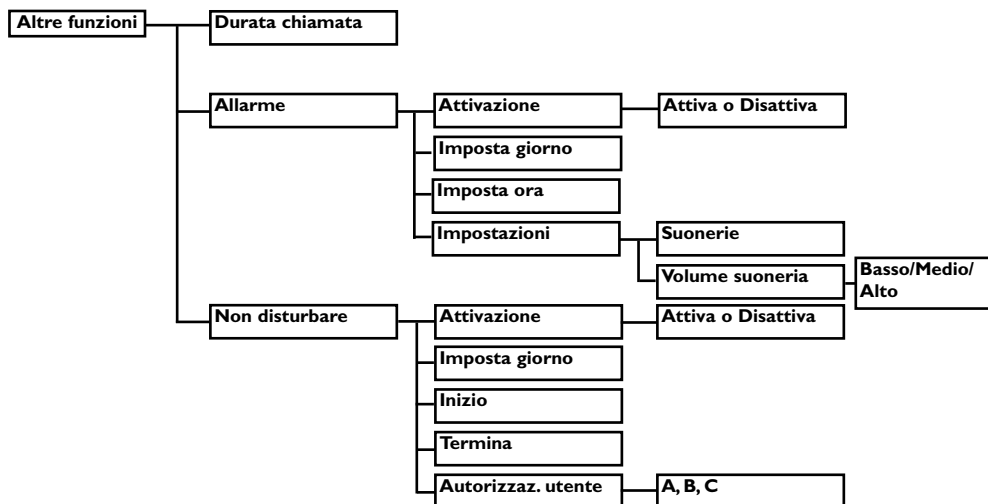 Altre funzioni
Durata chiamata
Allarme
Attivazione
Attiva o Disattiva
Imposta giorno
Imposta ora
Impostazioni
Suonerie
Volume suoneria
Basso/Medio/
Alto
Non disturbare
Attivazione
Attiva o Disattiva
Imposta giorno
Inizio
Termina
Autorizzaz. utente
A, B, C